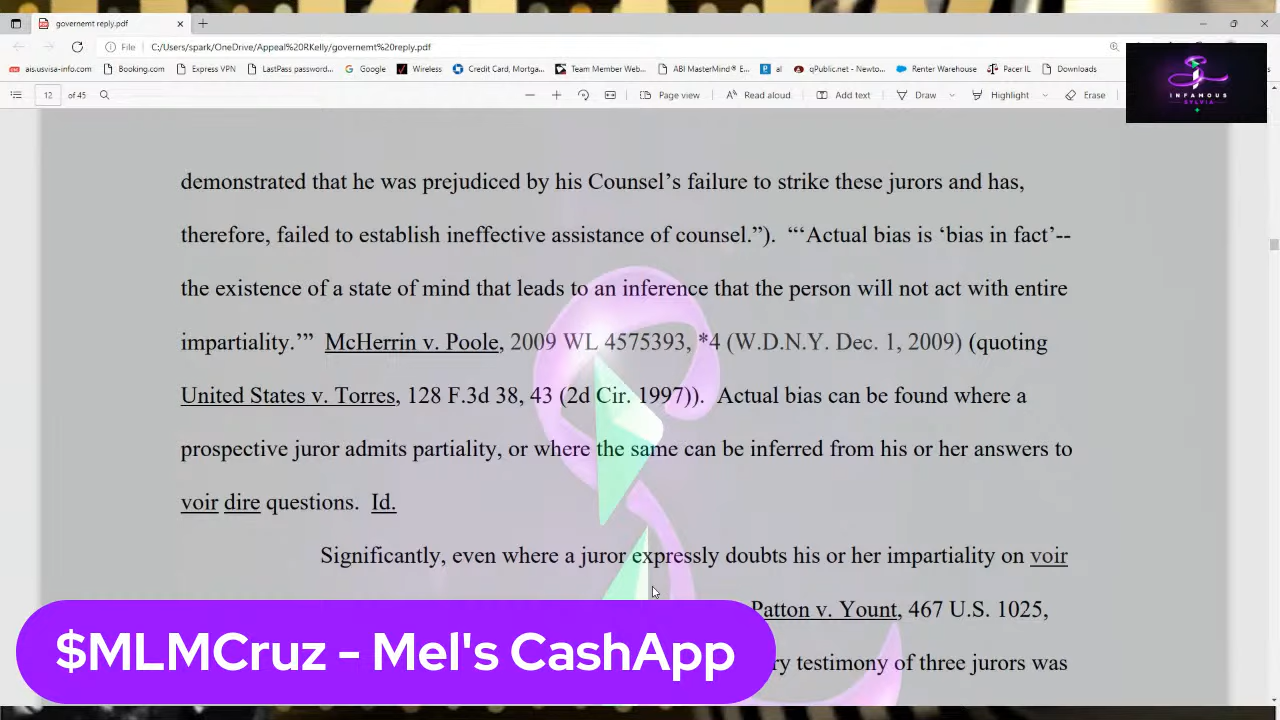 governemt reply.pdf
File
C:/Users/spark/OneDrive/Appeal%20RKelly/governemt%20reply.pdf
ais.usvisa-info.com
Booking.com
Express VPN
LastPass password...
Google
Wireless
Credit Card, Mortga...
Team Member Web...
ABI MasterMind® E...
al
qPublic.net - Newto...
Renter Warehouse
Pacer IL
Downloads
12 of 45
Page view
Read aloud
Add text
Draw
Highlight
Erase
INFAMOUS
SYLVIA
demonstrated that he was prejudiced by his Counsel’s failure to strike these jurors and has,
therefore, failed to establish ineffective assistance of counsel.”). “‘Actual bias is ‘bias in fact’--
the existence of a state of mind that leads to an inference that the person will not act with entire
impartiality.’” McHerrin v. Poole, 2009 WL 4575393, *4 (W.D.N.Y. Dec. 1, 2009) (quoting
United States v. Torres, 128 F.3d 38, 43 (2d Cir. 1997)). Actual bias can be found where a
prospective juror admits partiality, or where the same can be inferred from his or her answers to
voir dire questions. Id.
Significantly, even where a juror expressly doubts his or her impartiality on voir
Patton v. Yount, 467 U.S. 1025,
testimony of three jurors was
$MLMCruz - Mel's CashApp